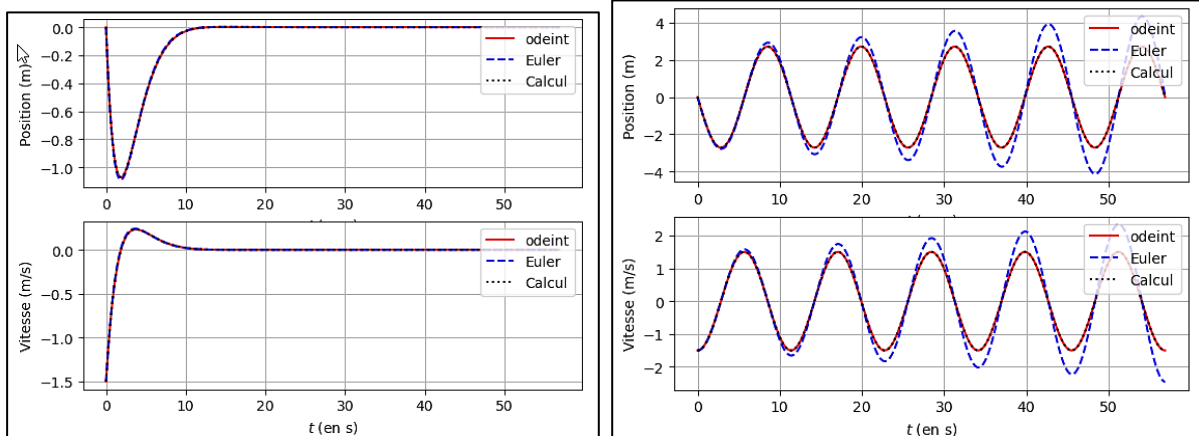 Position (m)
0.0
−0.2
−0.4
−0.6
−0.8
−1.0
odeint
Euler
Calcul
0 10 20 30 40 50
Vitesse (m/s)
0.0
−0.5
−1.0
−1.5
odeint
Euler
Calcul
0 10 20 30 40 50
t (en s)
Position (m)
4
2
0
−2
−4
odeint
Euler
Calcul
0 10 20 30 40 50
Vitesse (m/s)
2
1
0
−1
−2
odeint
Euler
Calcul
0 10 20 30 40 50
t (en s)